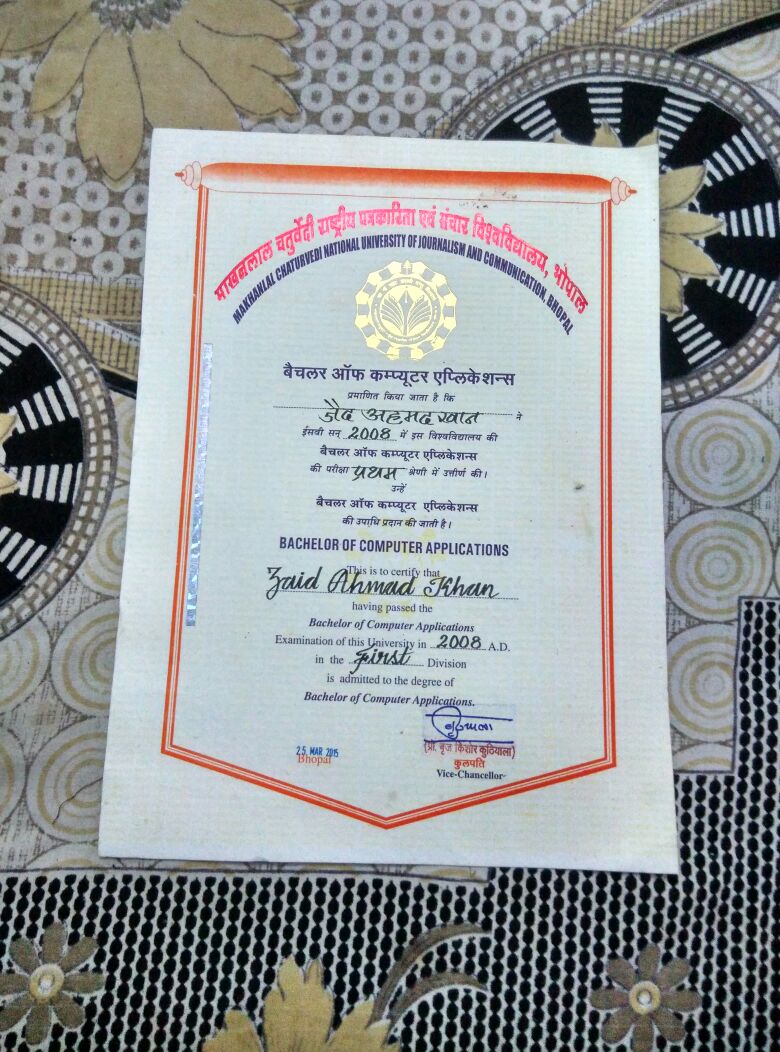 माखनलाल चतुर्वेदी राष्ट्रीय पत्रकारिता एवं संचार विश्वविद्यालय, भोपाल
MAKHANLAL CHATURVEDI NATIONAL UNIVERSITY OF JOURNALISM AND COMMUNICATION, BHOPAL
बैचलर ऑफ कम्प्यूटर एप्लिकेशन्स
प्रमाणित किया जाता है कि
जैद अहमद खान ने
ईसवी सन् 2008 में इस विश्वविद्यालय की
बैचलर ऑफ कम्प्यूटर एप्लिकेशन्स
की परीक्षा प्रथम श्रेणी में उत्तीर्ण की।
उन्हें
बैचलर ऑफ कम्प्यूटर एप्लिकेशन्स
की उपाधि प्रदान की जाती है।
BACHELOR OF COMPUTER APPLICATIONS
This is to certify that
Zaid Ahmad Khan
having passed the
Bachelor of Computer Applications
Examination of this University in 2008 A.D.
in the First Division
is admitted to the degree of
Bachelor of Computer Applications.
25 MAR 2015
Bhopal
(प्रो. बृज किशोर कुठियाला)
कुलपति
Vice-Chancellor